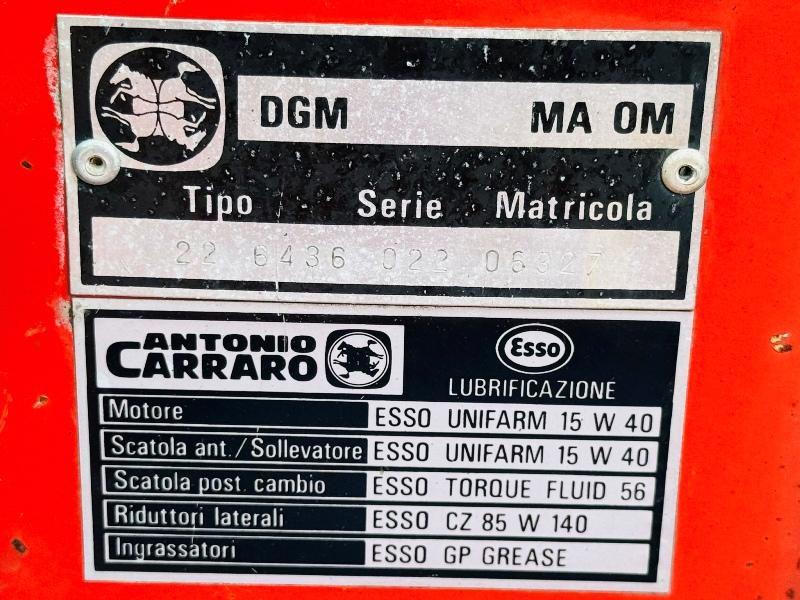 DGM MA OM
Tipo Serie Matricola
22 6436 022 06327
ANTONIO CARRARO
Esso
LUBRIFICAZIONE
Motore ESSO UNIFARM 15 W 40
Scatola ant./Sollevatore ESSO UNIFARM 15 W 40
Scatola post. cambio ESSO TORQUE FLUID 56
Riduttori laterali ESSO CZ 85 W 140
Ingrassatori ESSO GP GREASE